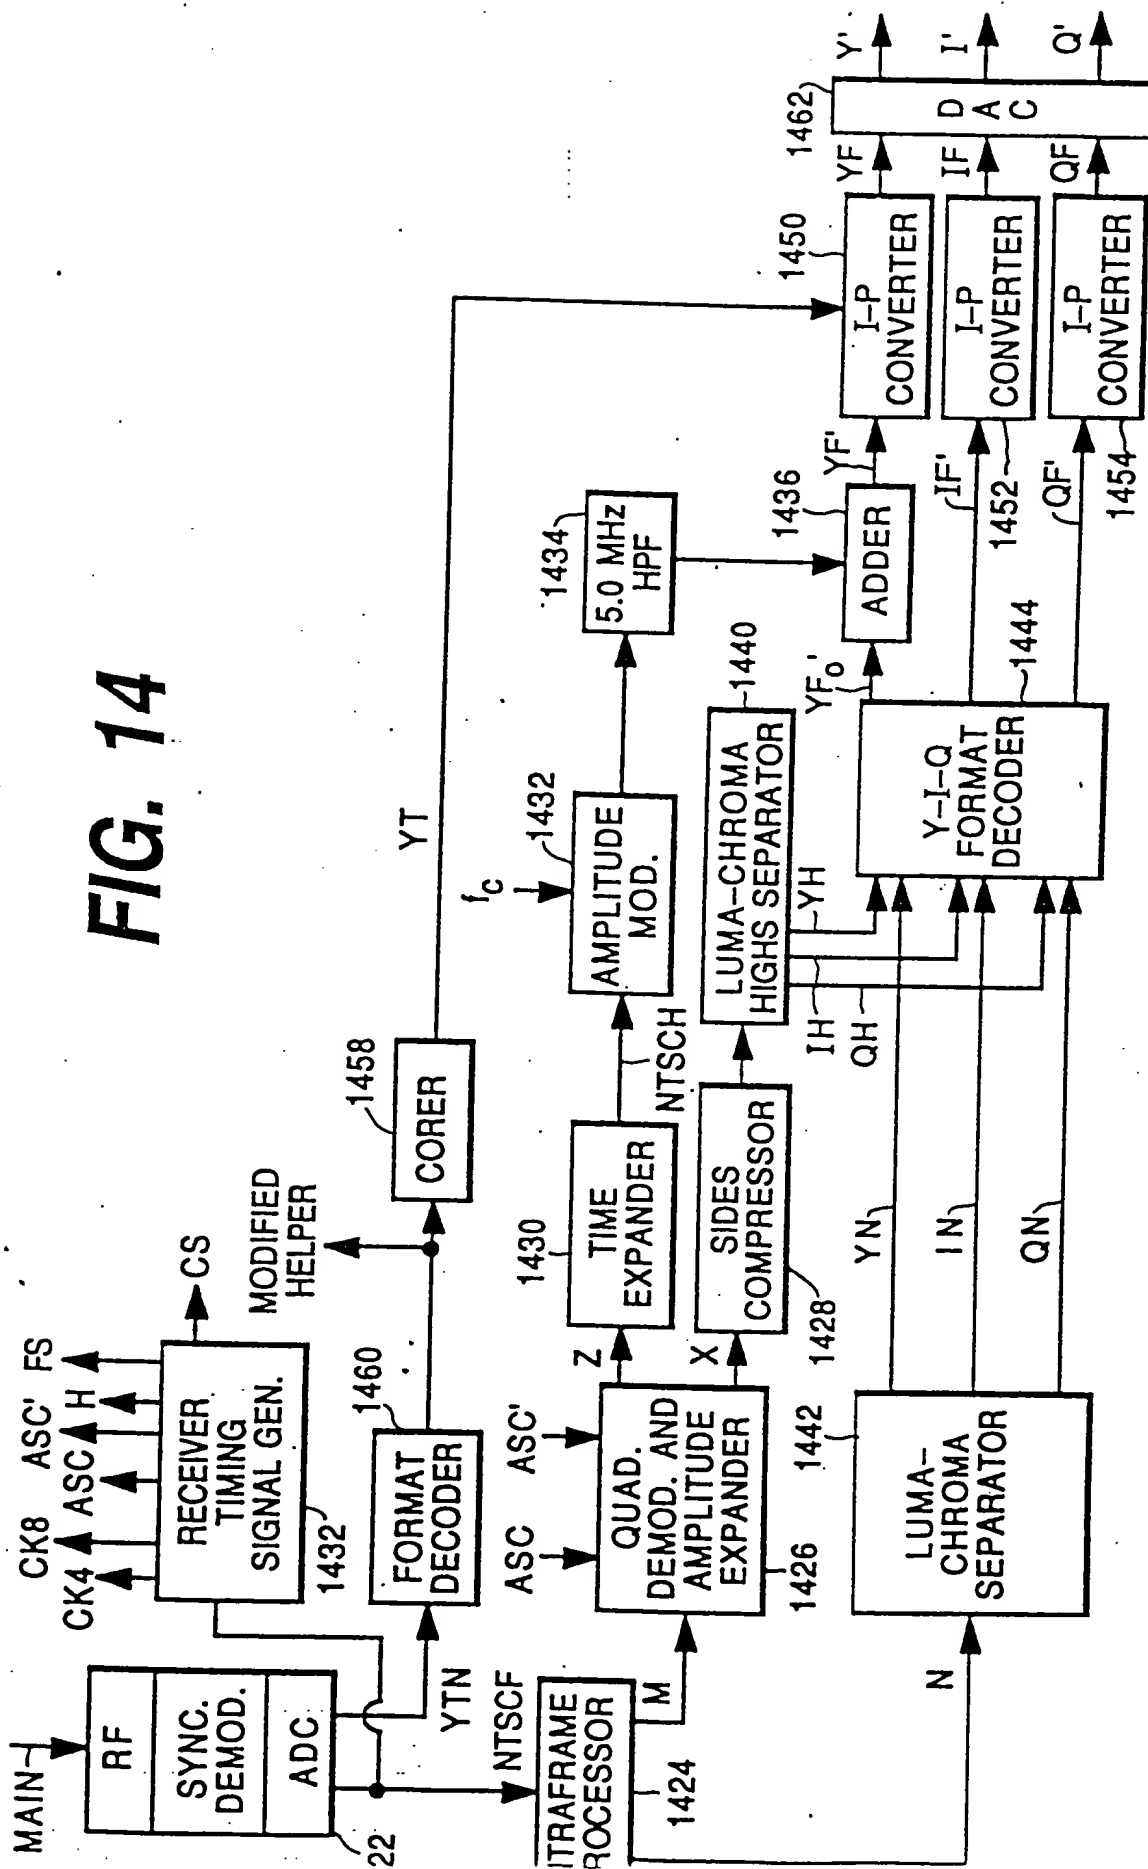 FIG. 14
MAIN
RF
SYNC.
DEMOD.
ADC
22
CK4
CK8
ASC
ASC'
H
FS
CS
RECEIVER
TIMING
SIGNAL GEN.
1432
YTN
FORMAT
DECODER
1460
MODIFIED
HELPER
CORER
1458
YT
NTSCF
1424
M
N
ASC
ASC'
QUAD.
DEMOD. AND
AMPLITUDE
EXPANDER
1426
Z
X
TIME
EXPANDER
1430
NTSCH
AMPLITUDE
MOD.
1432
fc
5.0 MHz
HPF
1434
SIDES
COMPRESSOR
1428
LUMA-CHROMA
HIGHS SEPARATOR
1440
YH
IH
QH
LUMA-
CHROMA
SEPARATOR
1442
YN
IN
QN
Y-I-Q
FORMAT
DECODER
1444
YFo'
ADDER
1436
YF'
IF'
QF'
I-P
CONVERTER
1450
I-P
CONVERTER
1452
I-P
CONVERTER
1454
YF
IF
QF
DAC
1462
Y'
I'
Q'